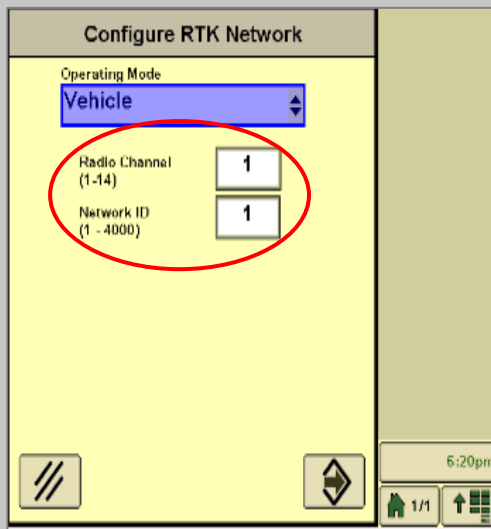 Configure RTK Network
Operating Mode
Vehicle
Radio Channel
(1-14)
1
Network ID
(1 - 4000)
1
6:20pm
1/1